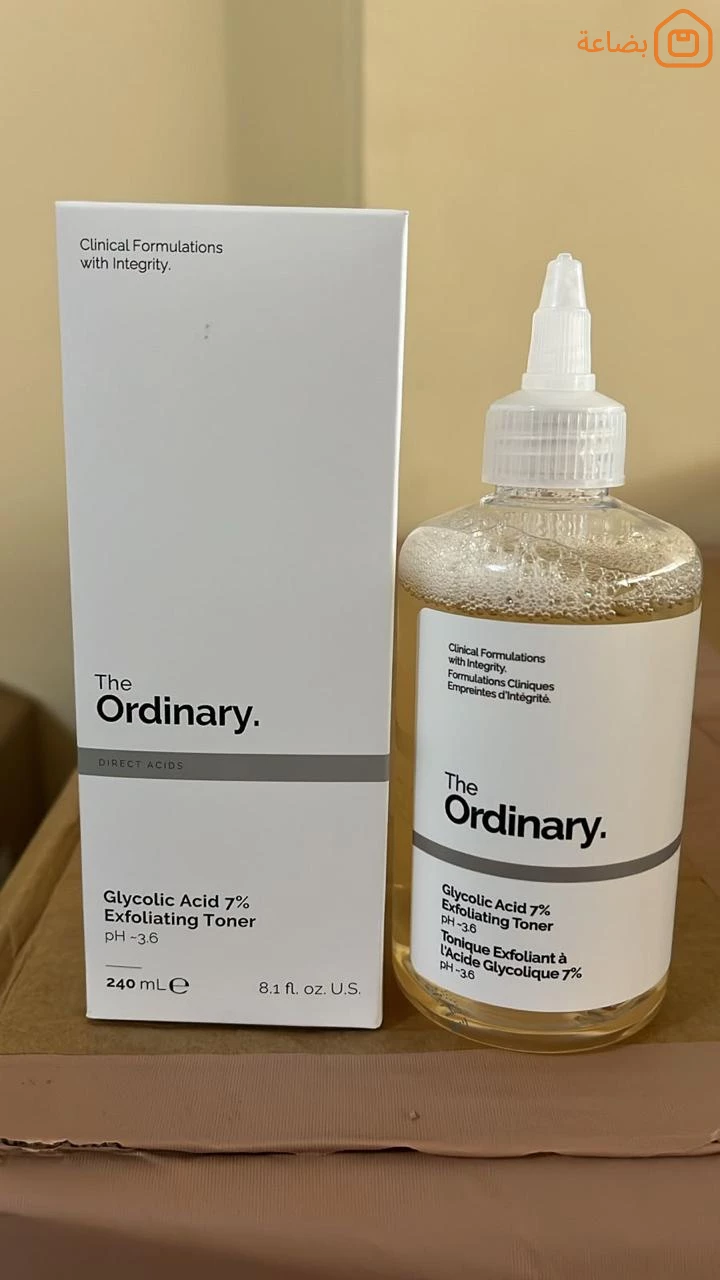 بضاعة
Clinical Formulations
with Integrity.
The
Ordinary.
DIRECT ACIDS
Glycolic Acid 7%
Exfoliating Toner
pH ~3.6
240 mL ℮
8.1 fl. oz. U.S.
Clinical Formulations
with Integrity.
Formulations Cliniques
Empreintes d'Intégrité.
The
Ordinary.
Glycolic Acid 7%
Exfoliating Toner
pH ~3.6
Tonique Exfoliant à
l'Acide Glycolique 7%
pH ~3.6